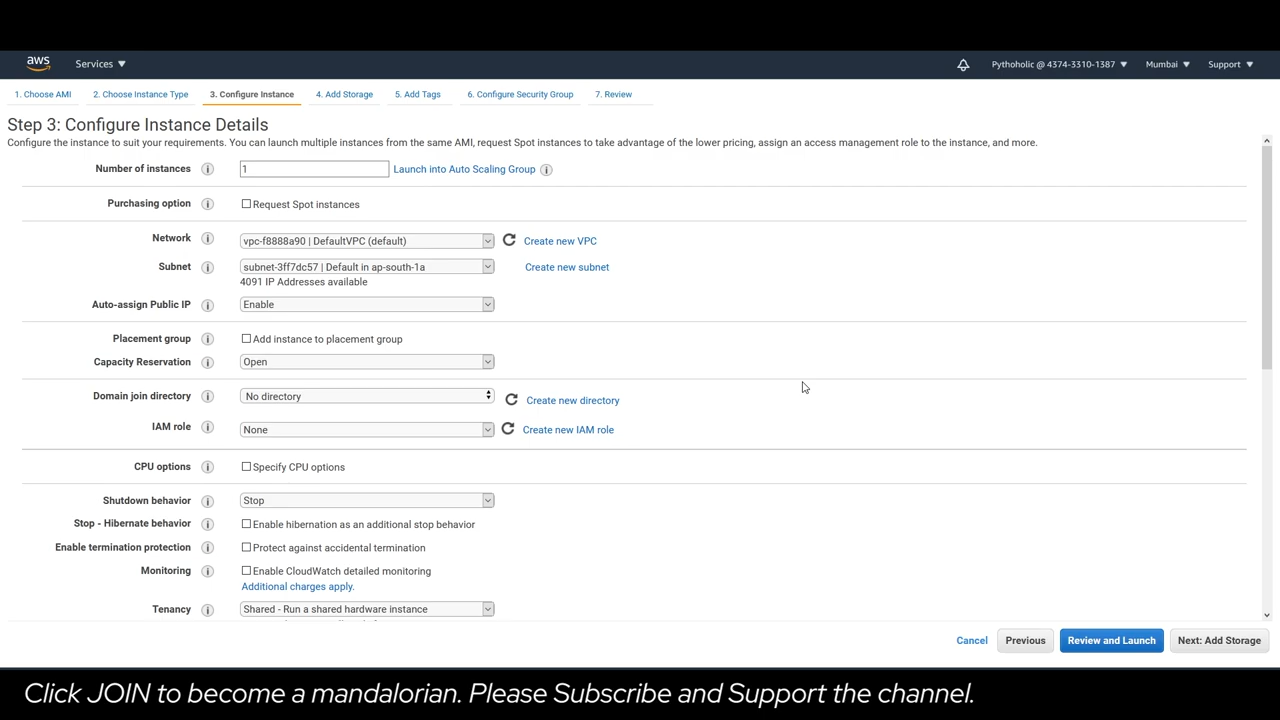 aws Services Pythoholic @ 4374-3310-1387 Mumbai Support
1. Choose AMI 2. Choose Instance Type 3. Configure Instance 4. Add Storage 5. Add Tags 6. Configure Security Group 7. Review
Step 3: Configure Instance Details
Configure the instance to suit your requirements. You can launch multiple instances from the same AMI, request Spot instances to take advantage of the lower pricing, assign an access management role to the instance, and more.
Number of instances 1 Launch into Auto Scaling Group
Purchasing option Request Spot instances
Network vpc-f8888a90 | DefaultVPC (default) Create new VPC
Subnet subnet-3ff7dc57 | Default in ap-south-1a Create new subnet
4091 IP Addresses available
Auto-assign Public IP Enable
Placement group Add instance to placement group
Capacity Reservation Open
Domain join directory No directory Create new directory
IAM role None Create new IAM role
CPU options Specify CPU options
Shutdown behavior Stop
Stop - Hibernate behavior Enable hibernation as an additional stop behavior
Enable termination protection Protect against accidental termination
Monitoring Enable CloudWatch detailed monitoring
Additional charges apply.
Tenancy Shared - Run a shared hardware instance
Cancel Previous Review and Launch Next: Add Storage
Click JOIN to become a mandalorian. Please Subscribe and Support the channel.